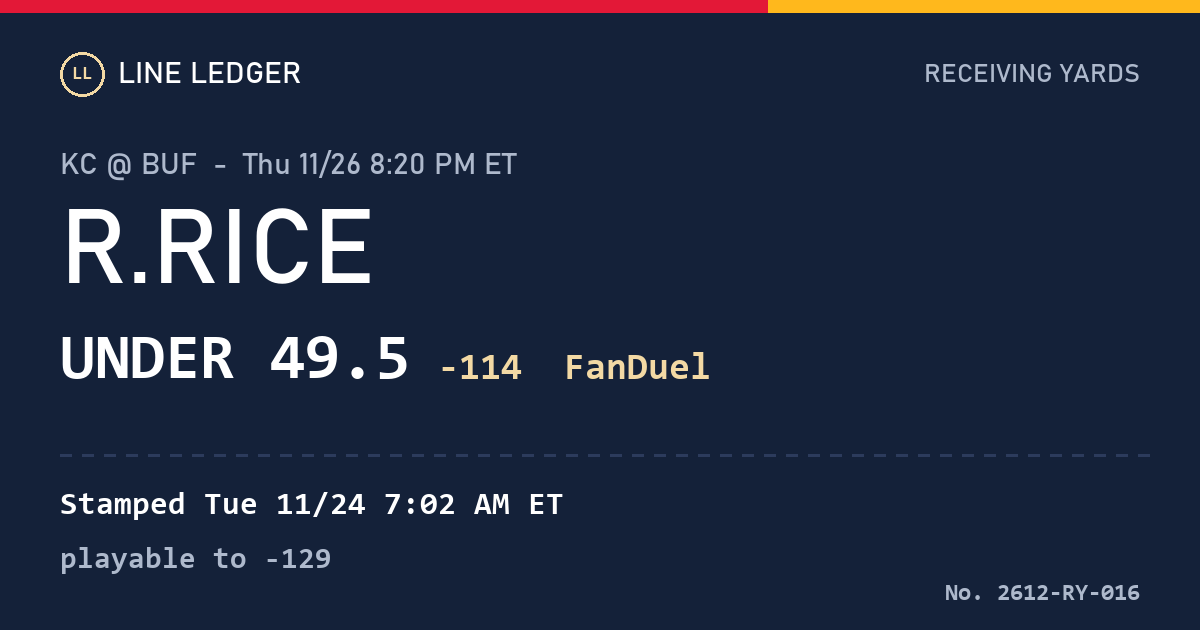 LL LINE LEDGER RECEIVING YARDS
KC @ BUF - Thu 11/26 8:20 PM ET
R.RICE
UNDER 49.5 -114 FanDuel
Stamped Tue 11/24 7:02 AM ET
playable to -129
No. 2612-RY-016